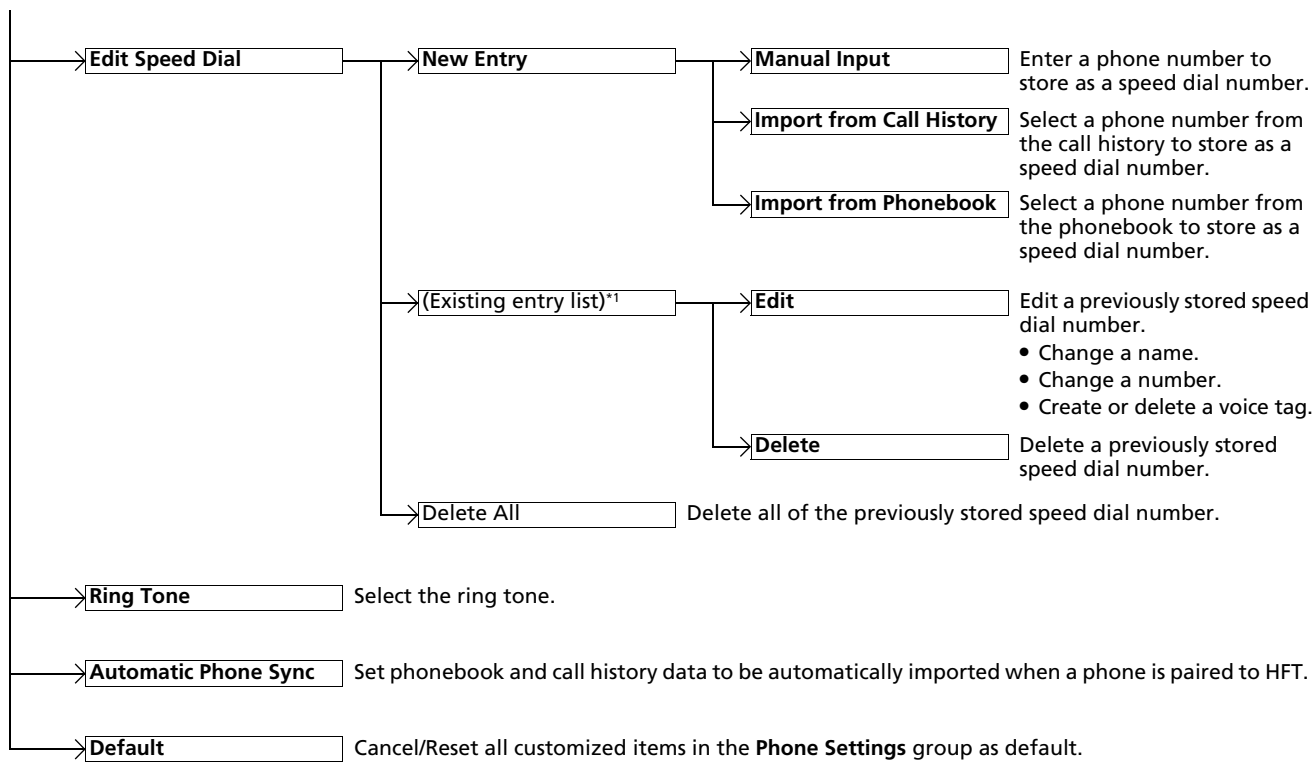 Edit Speed Dial
New Entry
Manual Input
Enter a phone number to
store as a speed dial number.
Import from Call History
Select a phone number from
the call history to store as a
speed dial number.
Import from Phonebook
Select a phone number from
the phonebook to store as a
speed dial number.
(Existing entry list)*1
Edit
Edit a previously stored speed
dial number.
• Change a name.
• Change a number.
• Create or delete a voice tag.
Delete
Delete a previously stored
speed dial number.
Delete All
Delete all of the previously stored speed dial number.
Ring Tone
Select the ring tone.
Automatic Phone Sync
Set phonebook and call history data to be automatically imported when a phone is paired to HFT.
Default
Cancel/Reset all customized items in the Phone Settings group as default.